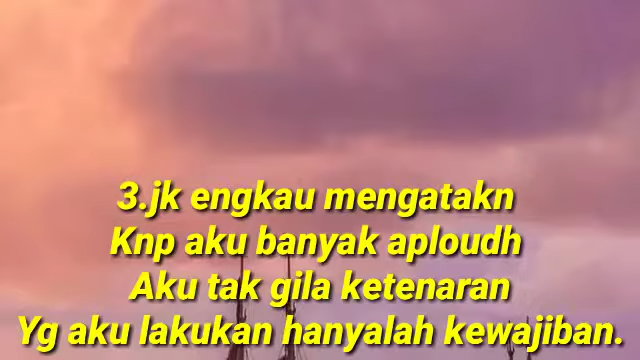 3.jk engkau mengatakn
Knp aku banyak aploudh
Aku tak gila ketenaran
Yg aku lakukan hanyalah kewajiban.